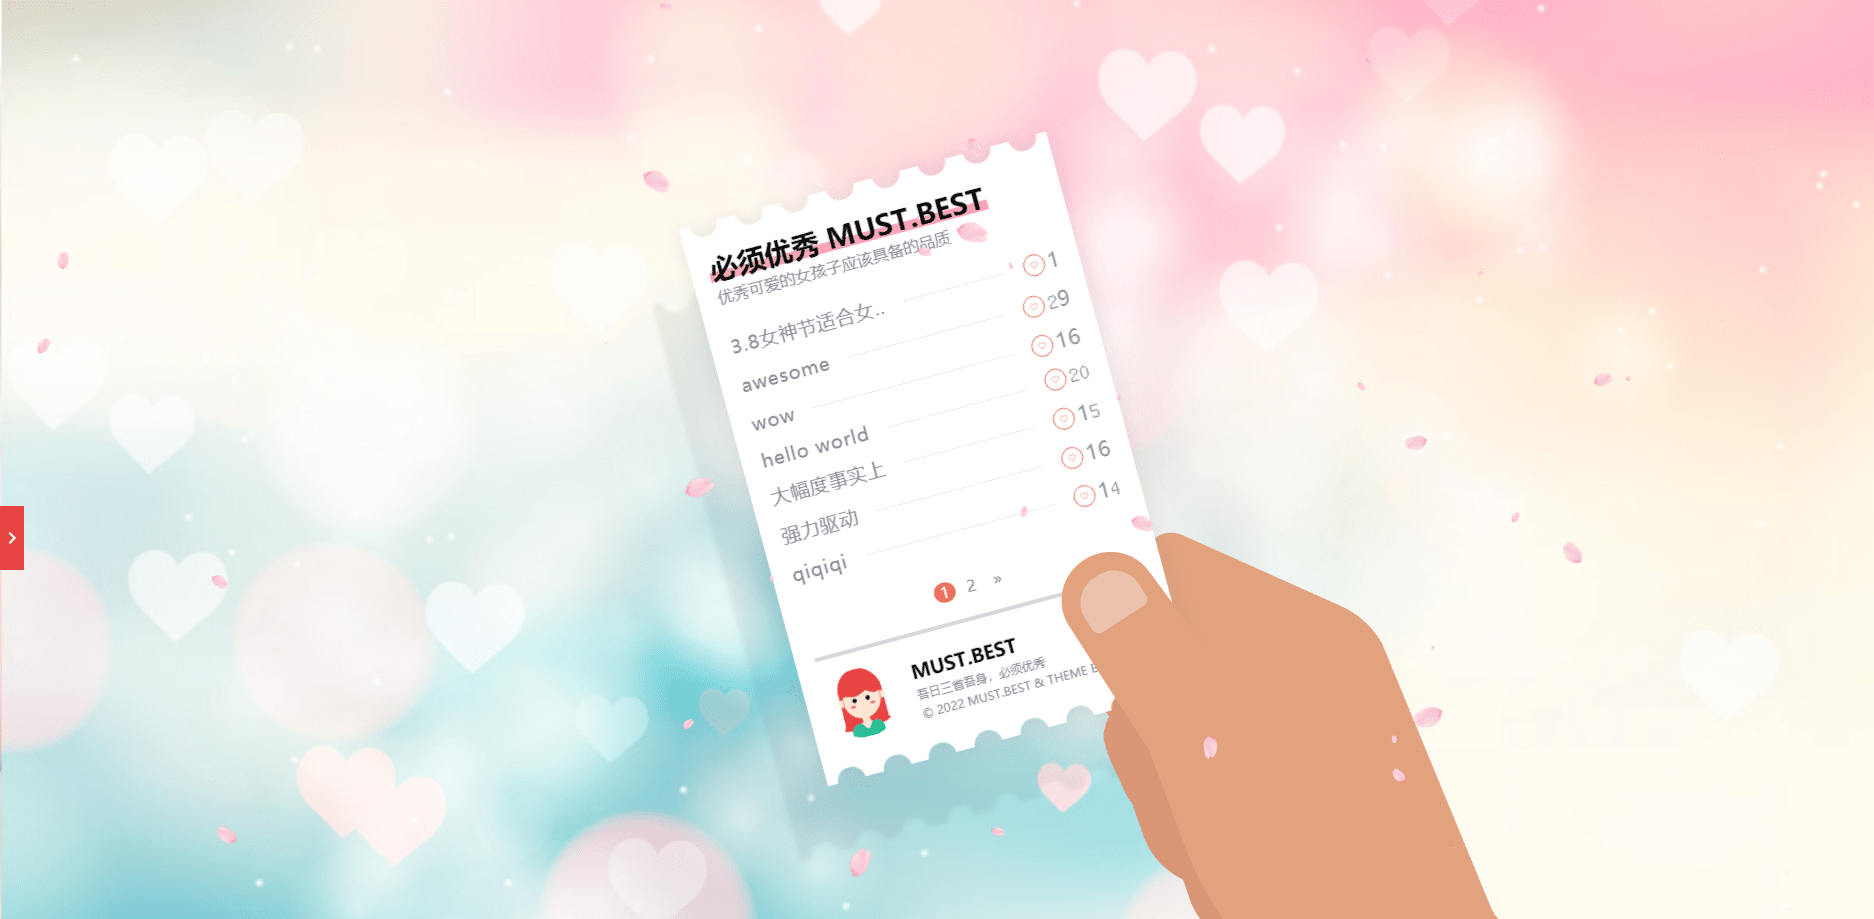 必须优秀 MUST.BEST
优秀可爱的女孩子应该具备的品质
3.8女神节适合女.. 1
awesome 29
wow 16
hello world 20
大幅度事实上 15
强力驱动 16
qiqiqi 14
1 2 »
MUST.BEST
吾日三省吾身，必须优秀
© 2022 MUST.BEST & THEME B